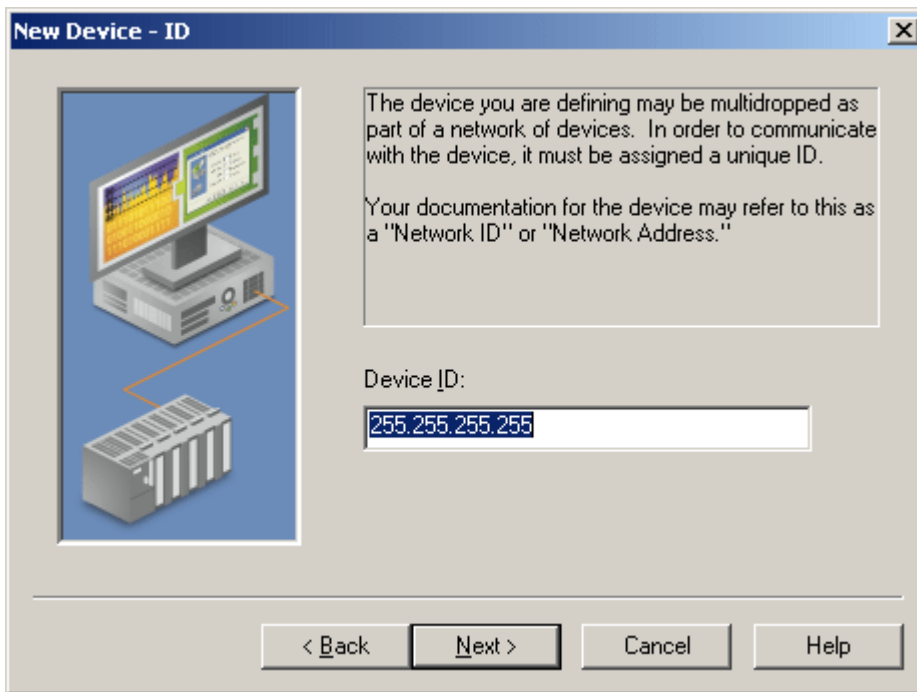 New Device - ID
The device you are defining may be multidropped as
part of a network of devices.  In order to communicate
with the device, it must be assigned a unique ID.
Your documentation for the device may refer to this as
a "Network ID" or "Network Address."
Device ID:
255.255.255.255
< Back
Next >
Cancel
Help